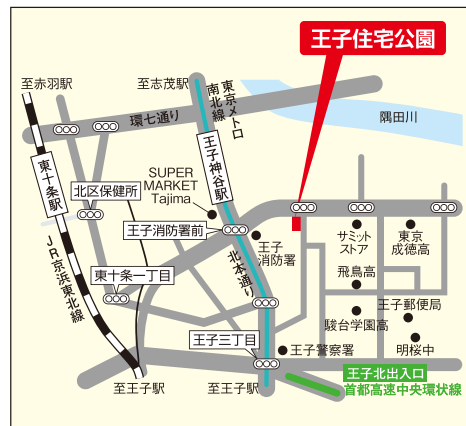 王子住宅公園
至赤羽駅
至志茂駅
東京メトロ
南北線
環七通り
隅田川
王子神谷駅
東十条駅
北区保健所
SUPER
MARKET
Tajima
王子消防署前
王子
消防署
サミット
ストア
東京
成徳高
北本通り
飛鳥高
JR京浜東北線
東十条一丁目
王子郵便局
駿台学園高
王子三丁目
王子警察署
明桜中
至王子駅
至王子駅
王子北出入口
首都高速中央環状線